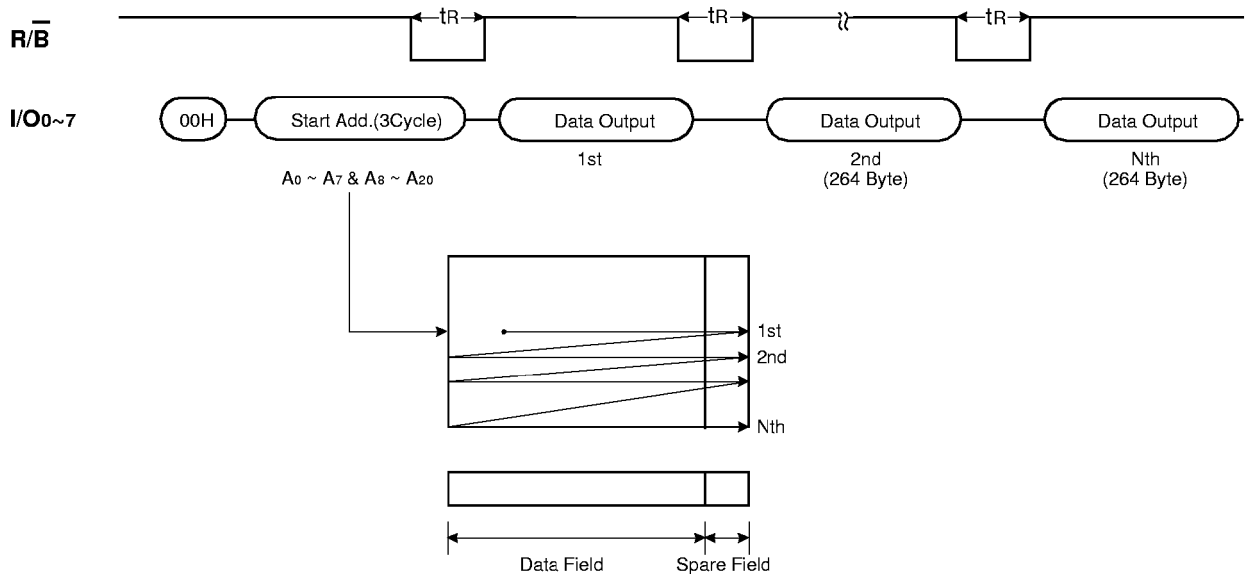 R/B̅ tR tR tR
I/O0~7 00H Start Add.(3Cycle) Data Output Data Output Data Output
1st 2nd Nth
(264 Byte) (264 Byte)
A0 ~ A7 & A8 ~ A20
1st
2nd
Nth
Data Field Spare Field